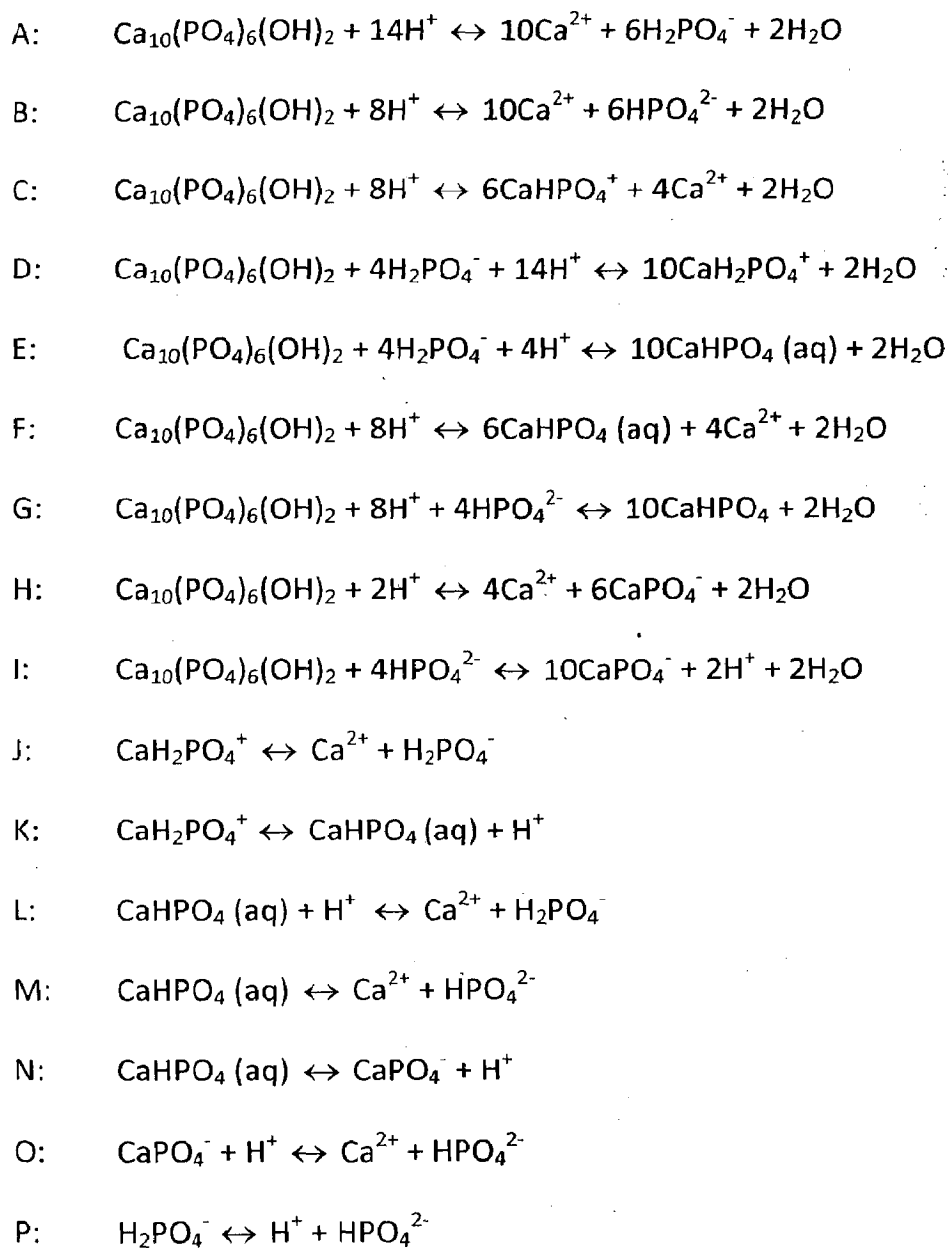 A: Ca₁₀(PO₄)₆(OH)₂ + 14H⁺ ↔ 10Ca²⁺ + 6H₂PO₄⁻ + 2H₂O
B: Ca₁₀(PO₄)₆(OH)₂ + 8H⁺ ↔ 10Ca²⁺ + 6HPO₄²⁻ + 2H₂O
C: Ca₁₀(PO₄)₆(OH)₂ + 8H⁺ ↔ 6CaHPO₄⁺ + 4Ca²⁺ + 2H₂O
D: Ca₁₀(PO₄)₆(OH)₂ + 4H₂PO₄⁻ + 14H⁺ ↔ 10CaH₂PO₄⁺ + 2H₂O
E: Ca₁₀(PO₄)₆(OH)₂ + 4H₂PO₄⁻ + 4H⁺ ↔ 10CaHPO₄ (aq) + 2H₂O
F: Ca₁₀(PO₄)₆(OH)₂ + 8H⁺ ↔ 6CaHPO₄ (aq) + 4Ca²⁺ + 2H₂O
G: Ca₁₀(PO₄)₆(OH)₂ + 8H⁺ + 4HPO₄²⁻ ↔ 10CaHPO₄ + 2H₂O
H: Ca₁₀(PO₄)₆(OH)₂ + 2H⁺ ↔ 4Ca²⁺ + 6CaPO₄⁻ + 2H₂O
I: Ca₁₀(PO₄)₆(OH)₂ + 4HPO₄²⁻ ↔ 10CaPO₄⁻ + 2H⁺ + 2H₂O
J: CaH₂PO₄⁺ ↔ Ca²⁺ + H₂PO₄⁻
K: CaH₂PO₄⁺ ↔ CaHPO₄ (aq) + H⁺
L: CaHPO₄ (aq) + H⁺ ↔ Ca²⁺ + H₂PO₄⁻
M: CaHPO₄ (aq) ↔ Ca²⁺ + HPO₄²⁻
N: CaHPO₄ (aq) ↔ CaPO₄⁻ + H⁺
O: CaPO₄⁻ + H⁺ ↔ Ca²⁺ + HPO₄²⁻
P: H₂PO₄⁻ ↔ H⁺ + HPO₄²⁻